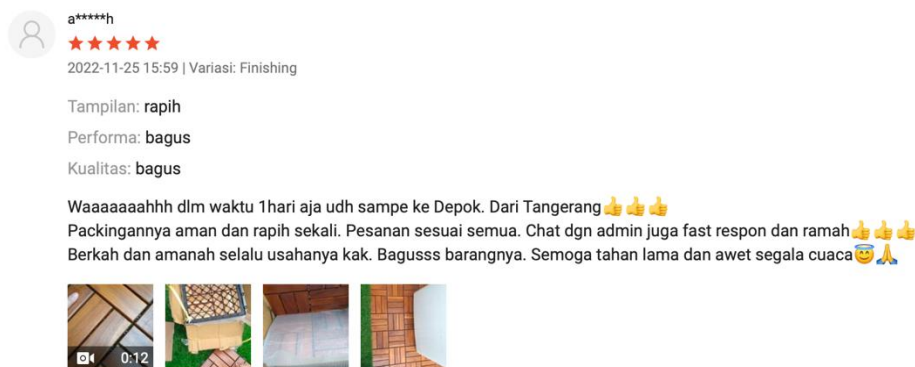 a*****h
2022-11-25 15:59 | Variasi: Finishing
Tampilan: rapih
Performa: bagus
Kualitas: bagus
Waaaaaaahhh dlm waktu 1hari aja udh sampe ke Depok. Dari Tangerang👍👍👍
Packingannya aman dan rapih sekali. Pesanan sesuai semua. Chat dgn admin juga fast respon dan ramah👍👍👍
Berkah dan amanah selalu usahanya kak. Bagusss barangnya. Semoga tahan lama dan awet segala cuaca😇🙏
0:12